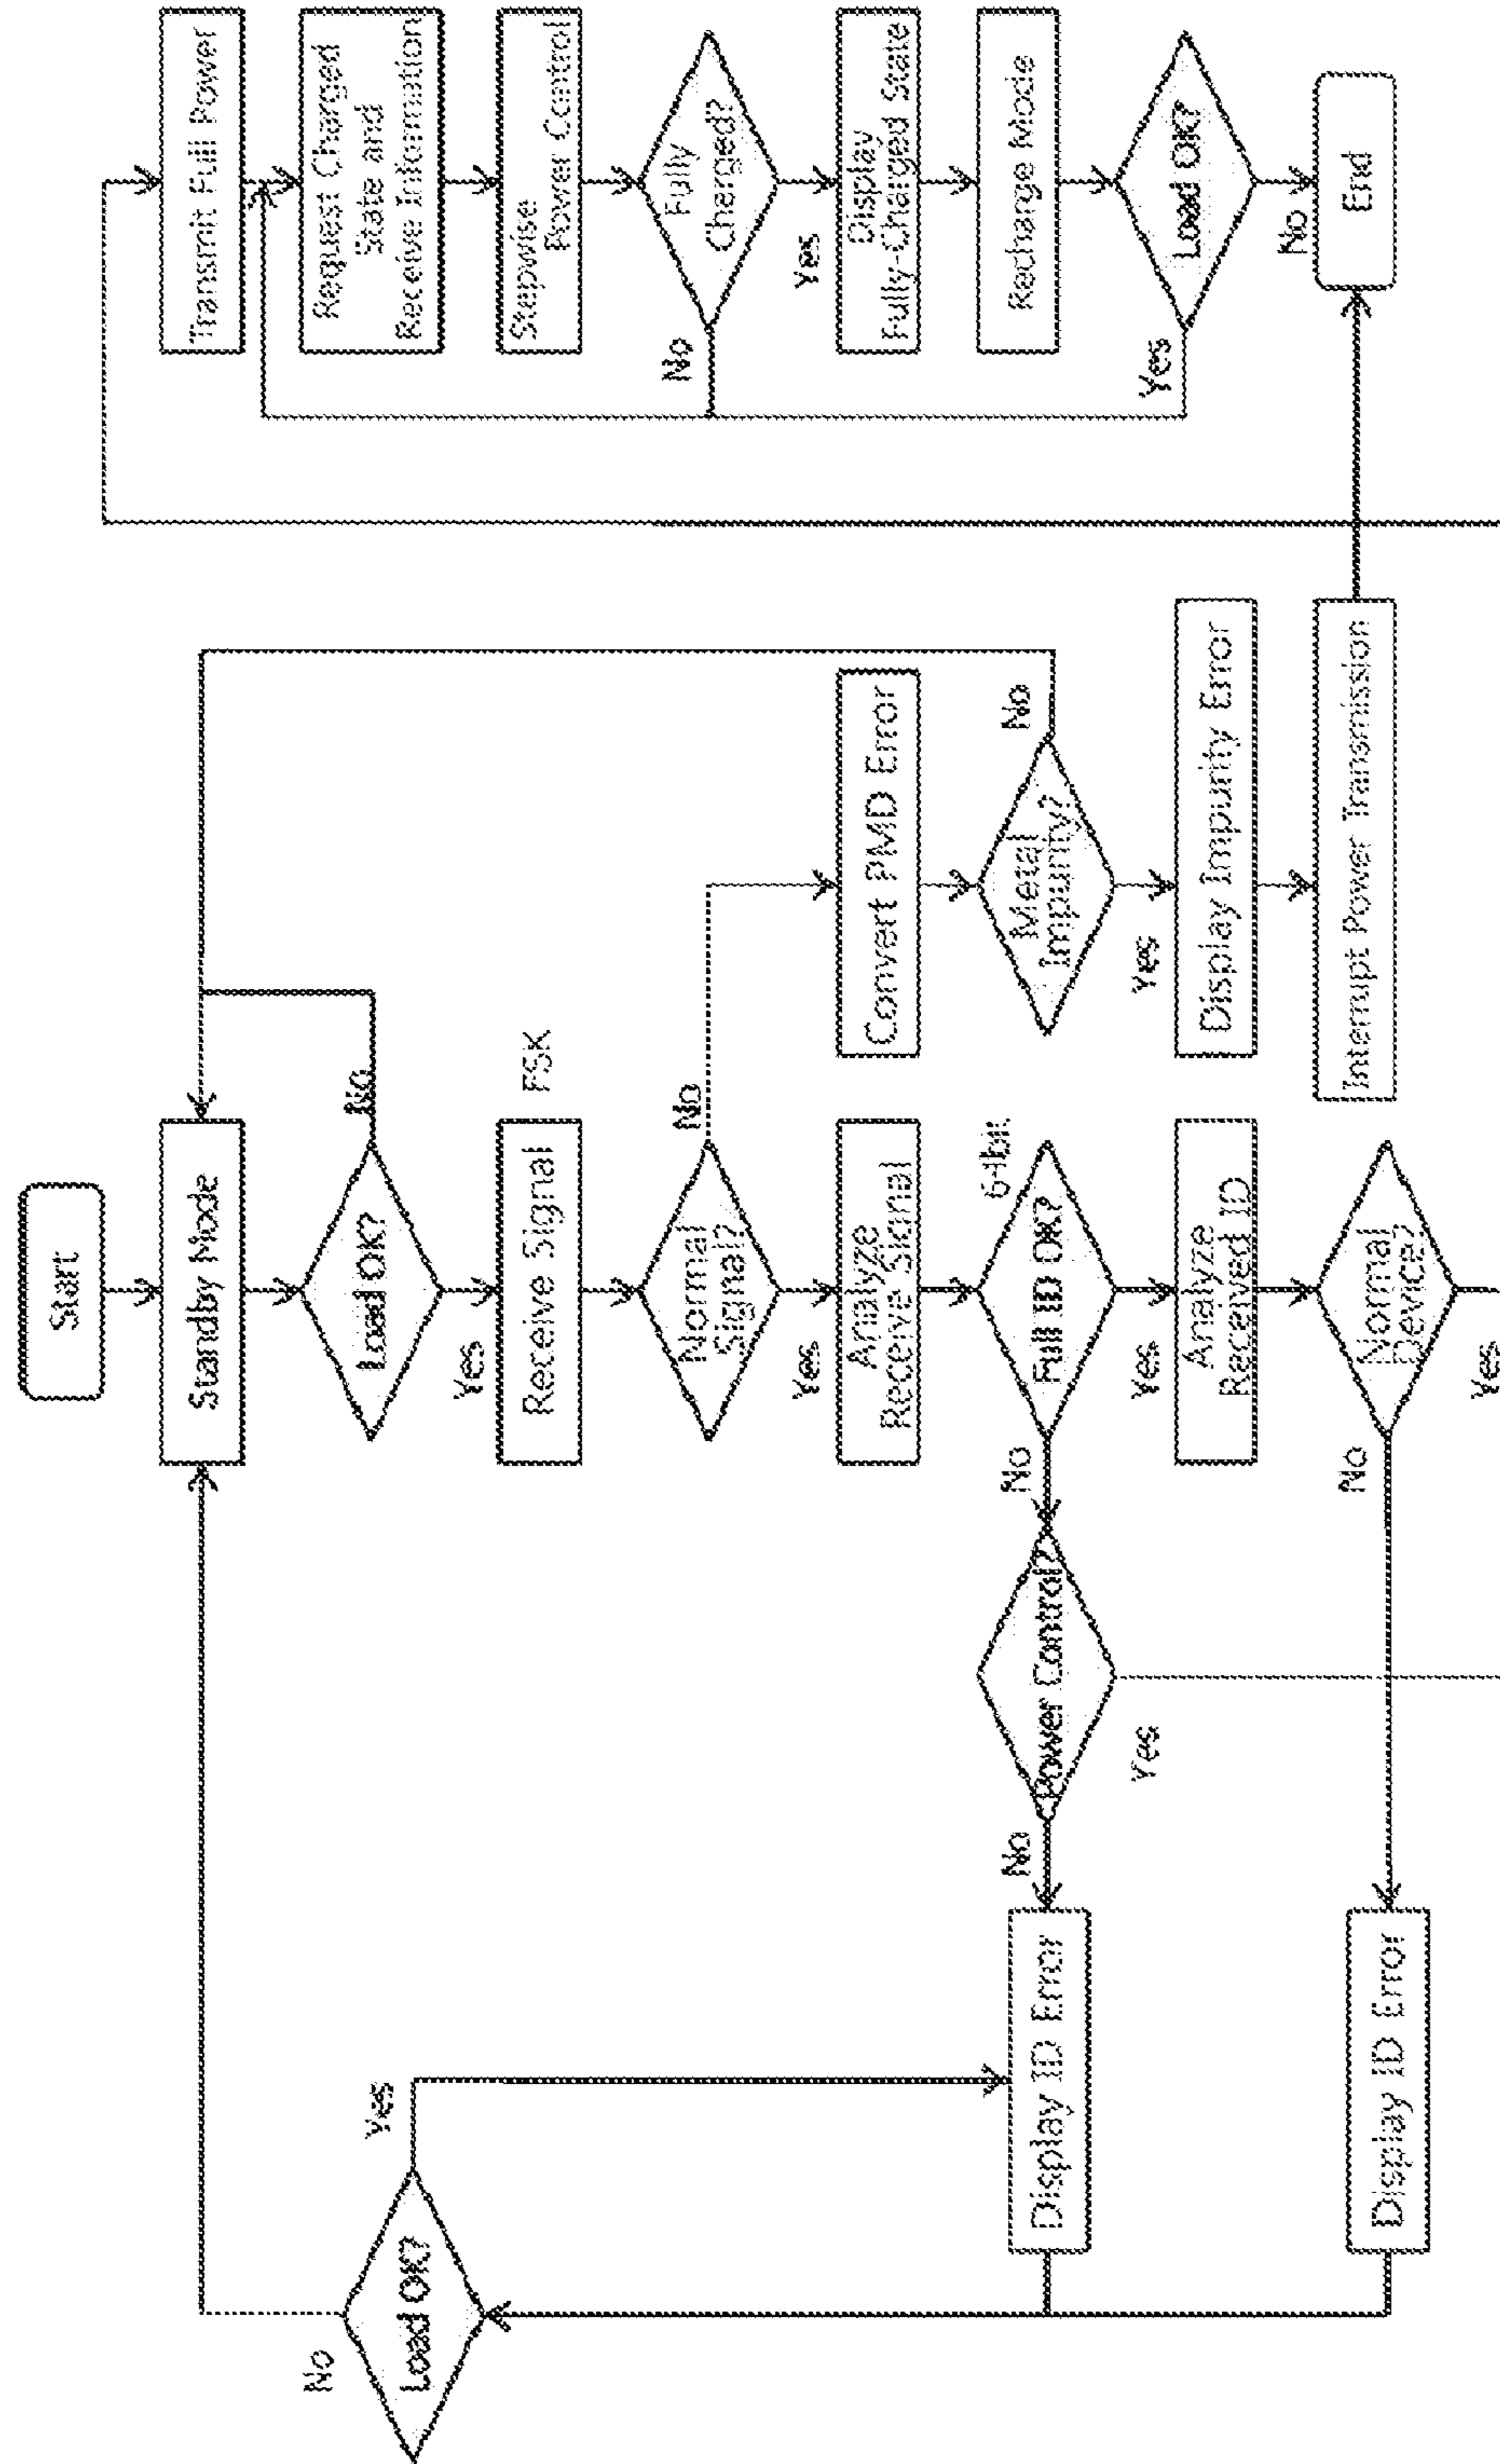 Start
Standby Mode
Load OK?
No
Yes
Receive Signal
FSK
Normal
Signal?
No
Yes
Analyze
Receive Signal
Full ID OK?
64bit
No
Yes
Analyze
Received ID
Normal
Device?
No
Yes
Power Control?
No
Yes
Display ID Error
Display ID Error
Load OK?
No
Yes
Convert PMD Error
Metal
Impurity?
No
Yes
Display Impurity Error
Interrupt Power Transmission
Transmit Full Power
Request Charged
State and
Receive Information
Stepwise
Power Control
Fully
Charged?
No
Yes
Display
Fully-Charged State
Recharge Mode
Load OK?
Yes
No
End